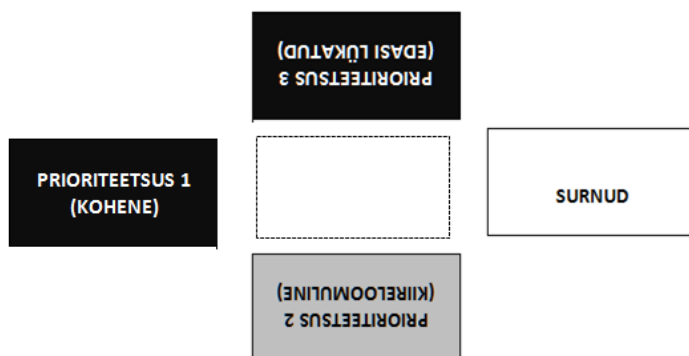 PRIORITEETSUS 3
(EDASI LÜKATUD)
PRIORITEETSUS 1
(KOHENE)
SURNUD
PRIORITEETSUS 2
(KIIRELOOMULINE)